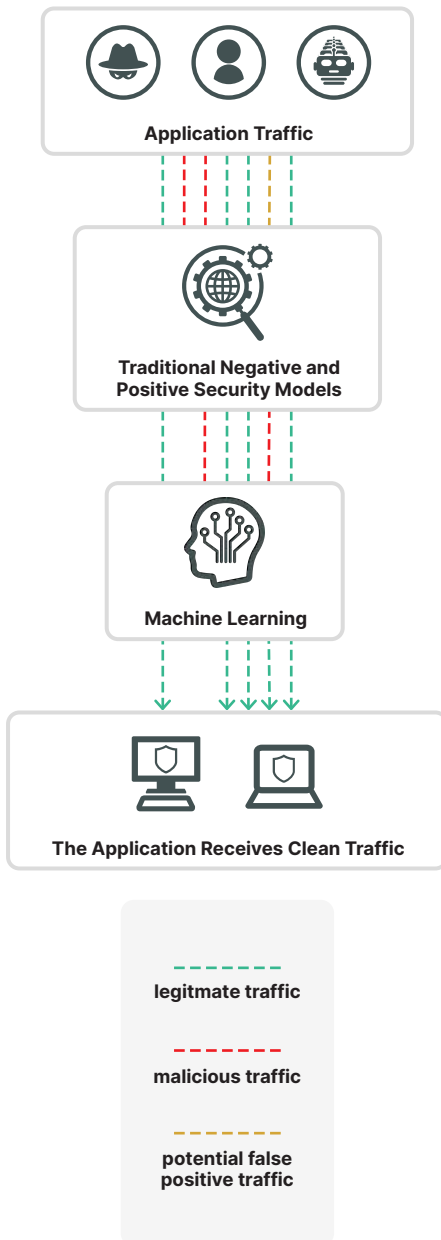 Application Traffic
Traditional Negative and
Positive Security Models
Machine Learning
The Application Receives Clean Traffic
legitmate traffic
malicious traffic
potential false
positive traffic